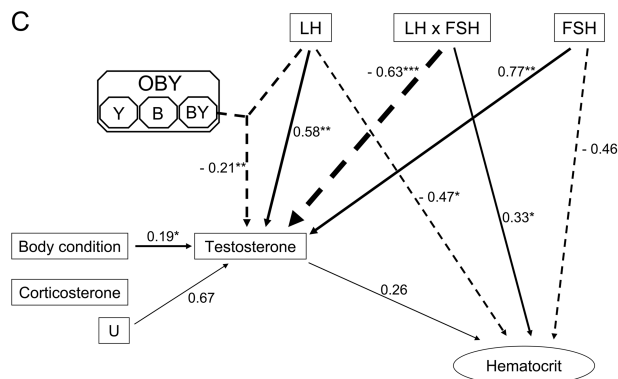 C
LH
LH x FSH
FSH
OBY
Y B BY
- 0.63***
0.77**
0.58**
- 0.46
- 0.21**
- 0.47*
0.33*
Body condition
0.19*
Testosterone
Corticosterone
0.67
0.26
U
Hematocrit